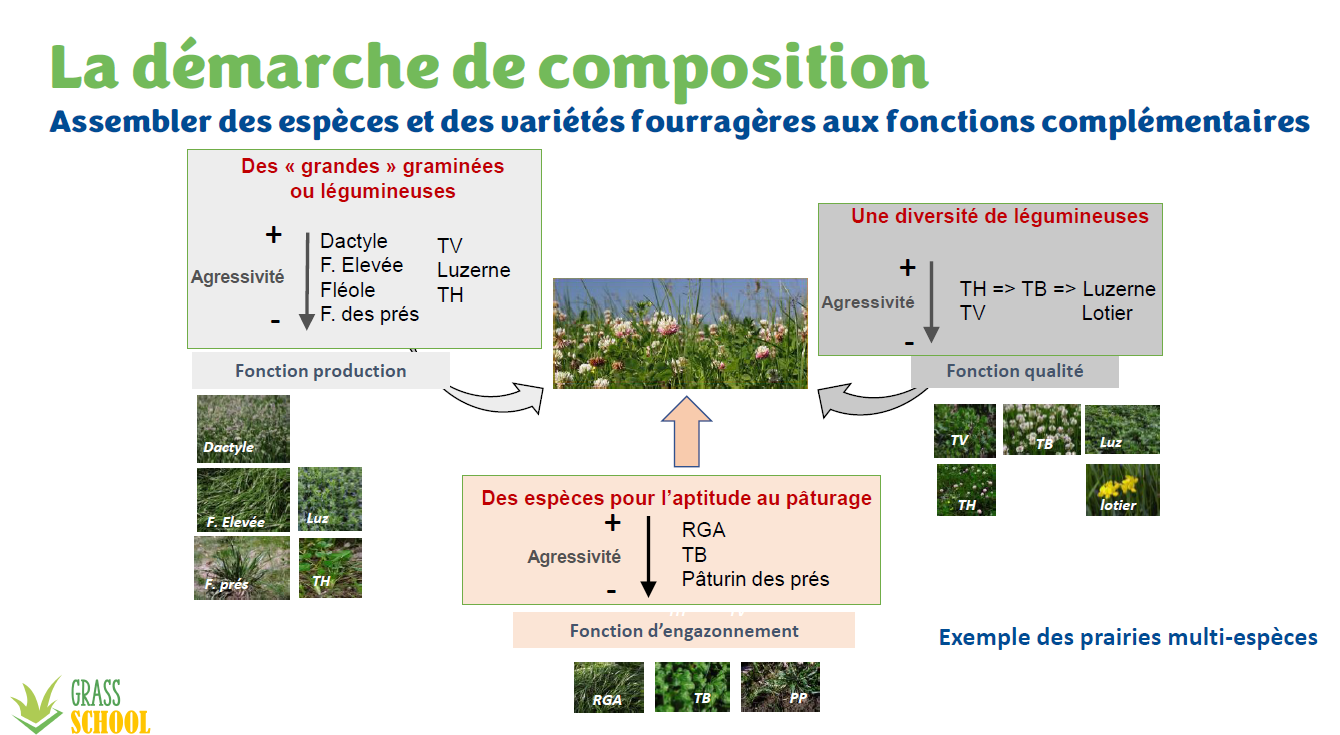 La démarche de composition
Assembler des espèces et des variétés fourragères aux fonctions complémentaires
Des « grandes » graminées
ou légumineuses
+
Agressivité
-
Dactyle
F. Elevée
Fléole
F. des prés
TV
Luzerne
TH
»
Fonction production
Dactyle
F. Elevée
Luz
F. prés
TH
Une diversité de légumineuses
+
Agressivité
-
TH => TB => Luzerne
TV Lotier
Fonction qualité
TV
TB
Luz
TH
lotier
Des espèces pour l’aptitude au pâturage
+
Agressivité
-
RGA
TB
Pâturin des prés
Fonction d’engazonnement
RGA
TB
PP
Exemple des prairies multi-espèces
GRASS
SCHOOL